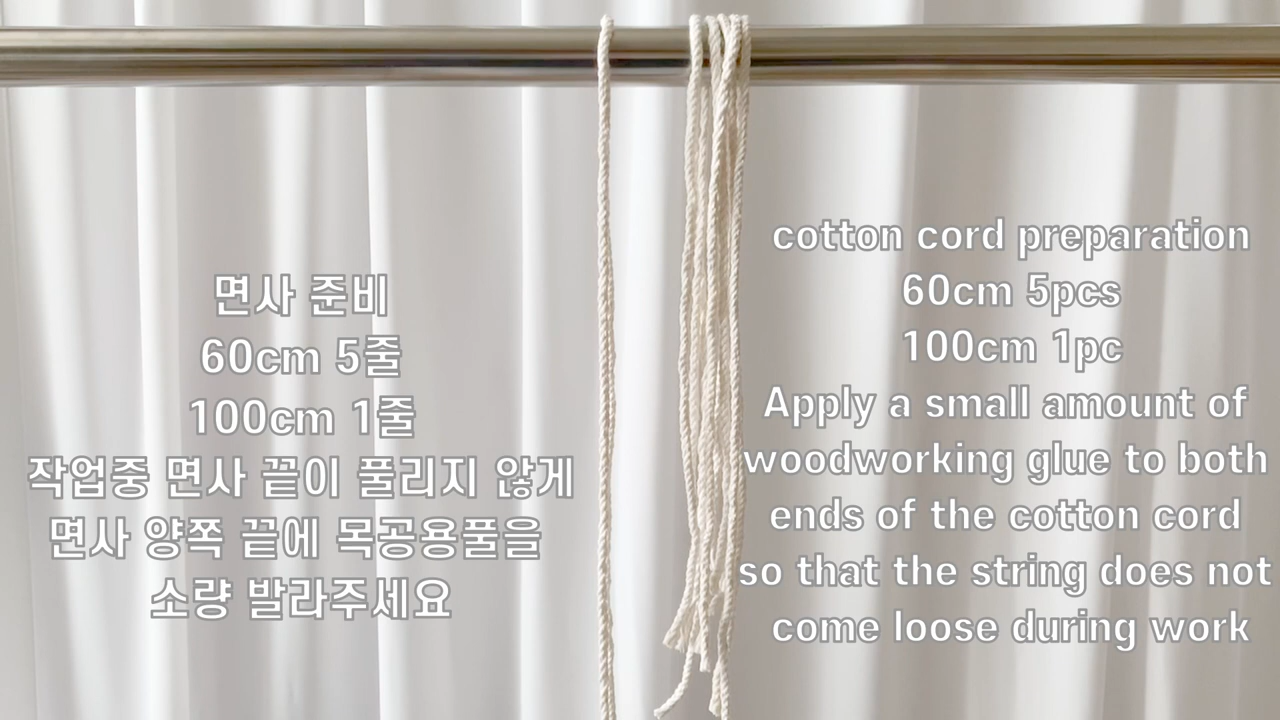 면사 준비
60cm 5줄
100cm 1줄
작업중 면사 끝이 풀리지 않게
면사 양쪽 끝에 목공용풀을
소량 발라주세요
cotton cord preparation
60cm 5pcs
100cm 1pc
Apply a small amount of
woodworking glue to both
ends of the cotton cord
so that the string does not
come loose during work